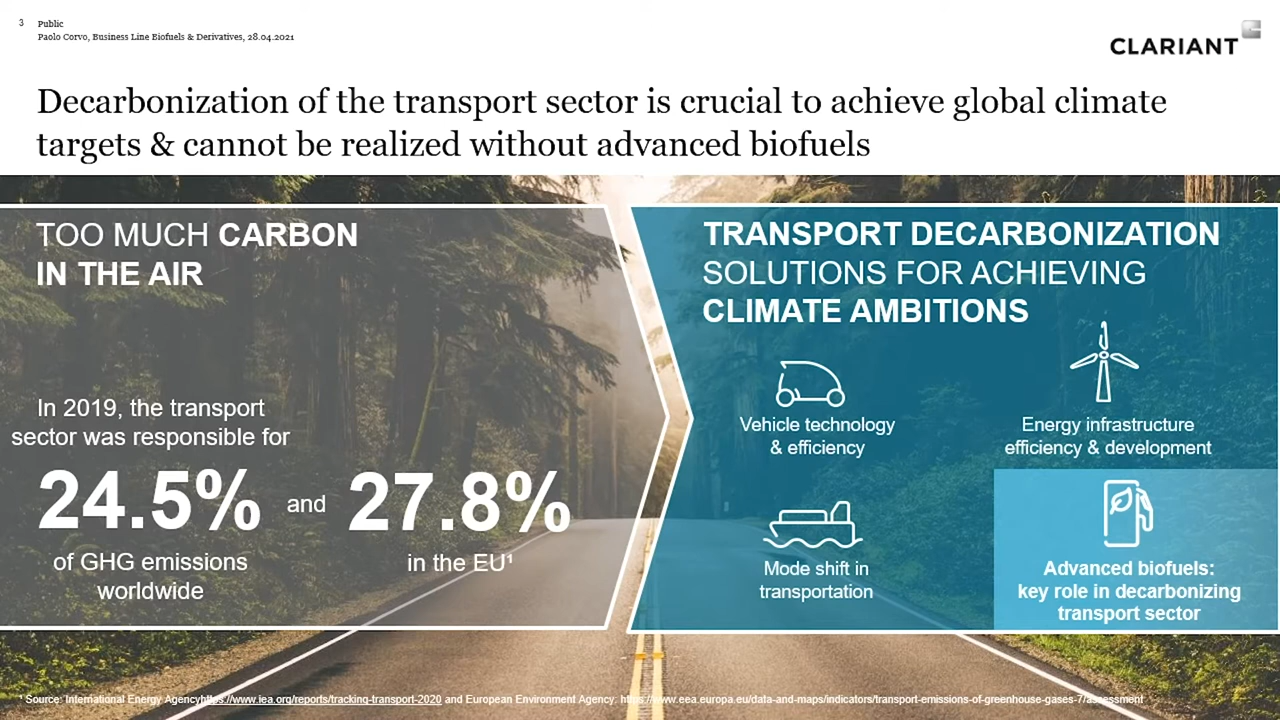 3 Public
Paolo Corvo, Business Line Biofuels & Derivatives, 28.04.2021
CLARIANT
Decarbonization of the transport sector is crucial to achieve global climate
targets & cannot be realized without advanced biofuels
TOO MUCH CARBON
IN THE AIR
In 2019, the transport
sector was responsible for
24.5% and 27.8%
of GHG emissions
worldwide
in the EU¹
TRANSPORT DECARBONIZATION
SOLUTIONS FOR ACHIEVING
CLIMATE AMBITIONS
Vehicle technology
& efficiency
Energy infrastructure
efficiency & development
Mode shift in
transportation
Advanced biofuels:
key role in decarbonizing
transport sector
¹ Source: International Energy Agencyhttps://www.iea.org/reports/tracking-transport-2020 and European Environment Agency: https://www.eea.europa.eu/data-and-maps/indicators/transport-emissions-of-greenhouse-gases-7/assessment